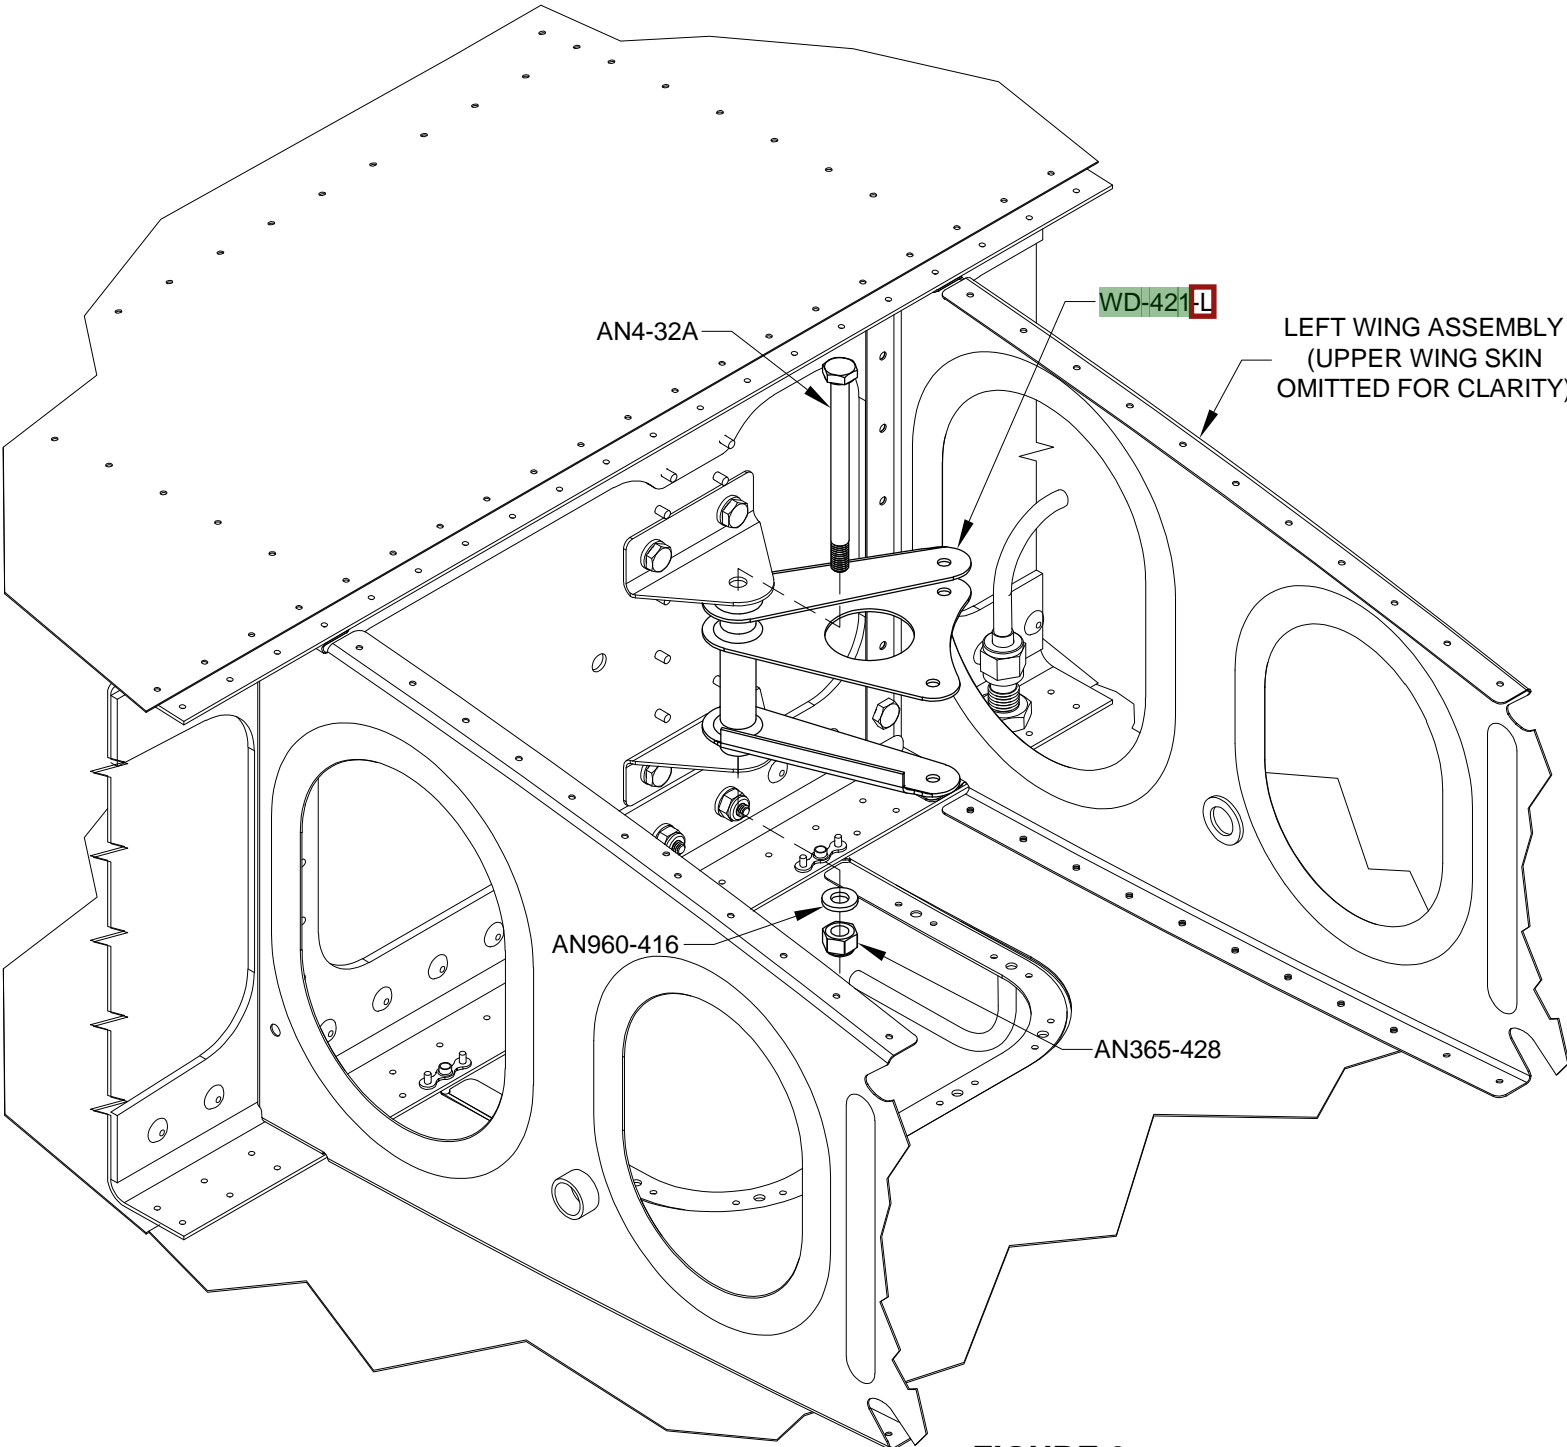 WD-421-L
AN4-32A
LEFT WING ASSEMBLY
(UPPER WING SKIN
OMITTED FOR CLARITY)
AN960-416
AN365-428